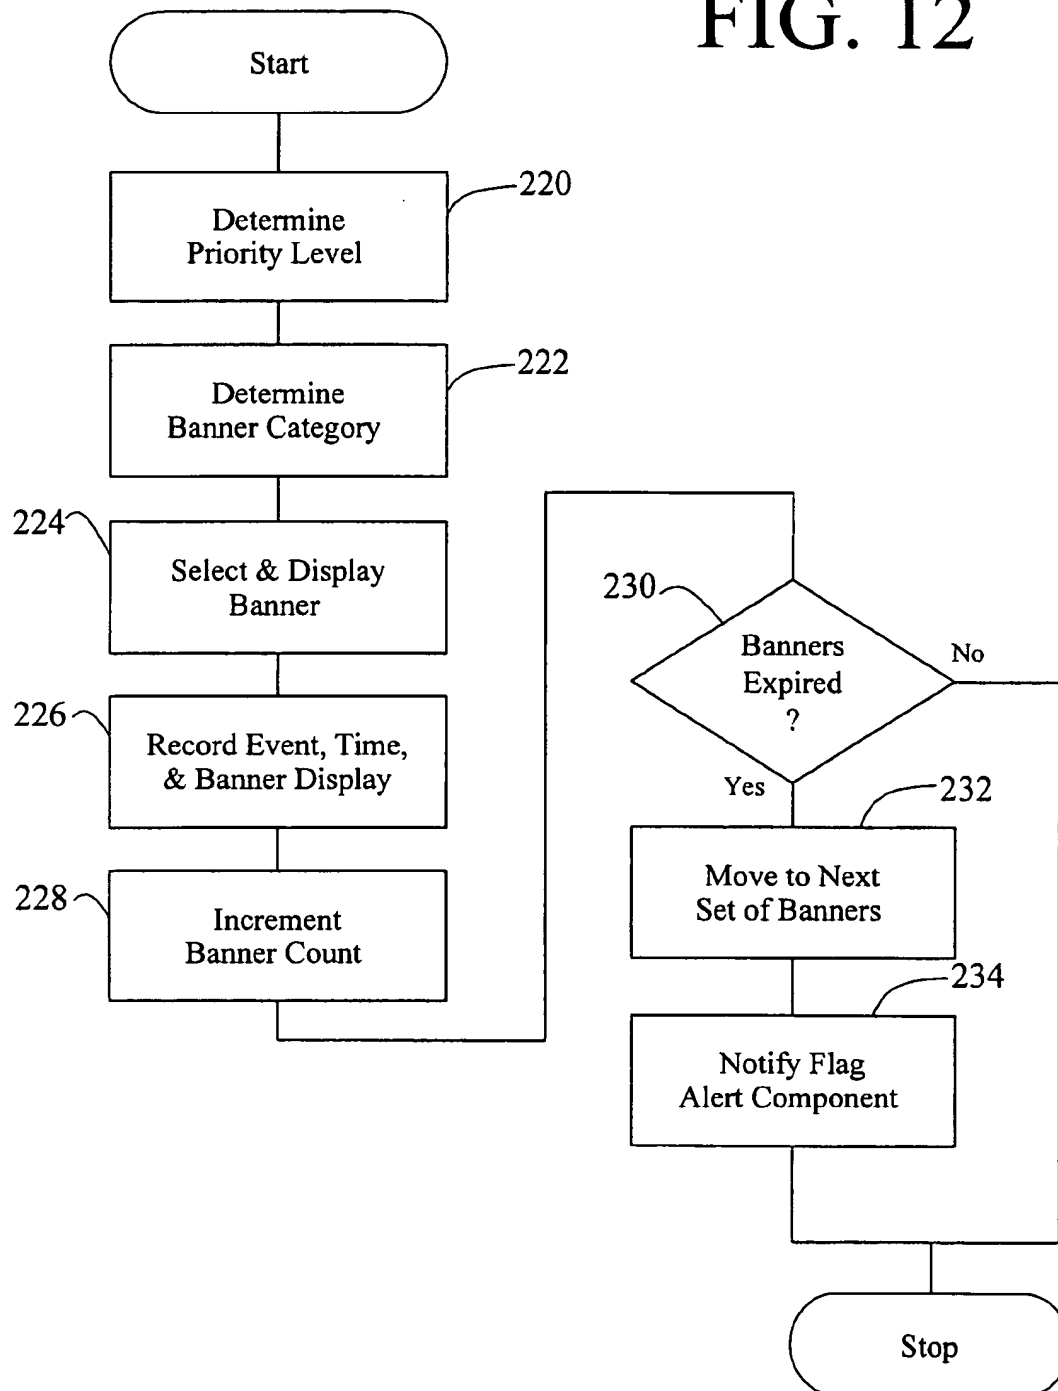 FIG. 12
Start
220
Determine
Priority Level
222
Determine
Banner Category
224
Select & Display
Banner
226
Record Event, Time,
& Banner Display
228
Increment
Banner Count
230
Banners
Expired
?
No
Yes
232
Move to Next
Set of Banners
234
Notify Flag
Alert Component
Stop